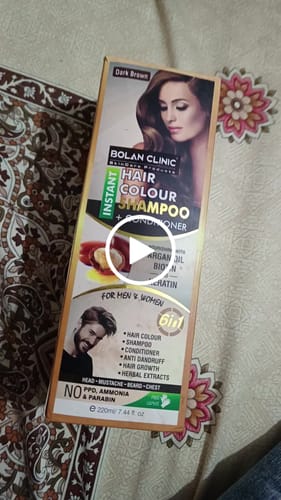 Dark Brown
BOLAN CLINIC
SkinCare Products
INSTANT
HAIR
COLOUR
SHAMPOO
+ CONDITIONER
ARGAN OIL
BIOTIN
KERATIN
FOR MEN & WOMEN
6in1
• HAIR COLOUR
• SHAMPOO
• CONDITIONER
• ANTI DANDRUFF
• HAIR GROWTH
• HERBAL EXTRACTS
HEAD • MUSTACHE • BEARD • CHEST
NO PPD, AMMONIA
& PARABIN
e 220ml/ 7.44 fl: oz